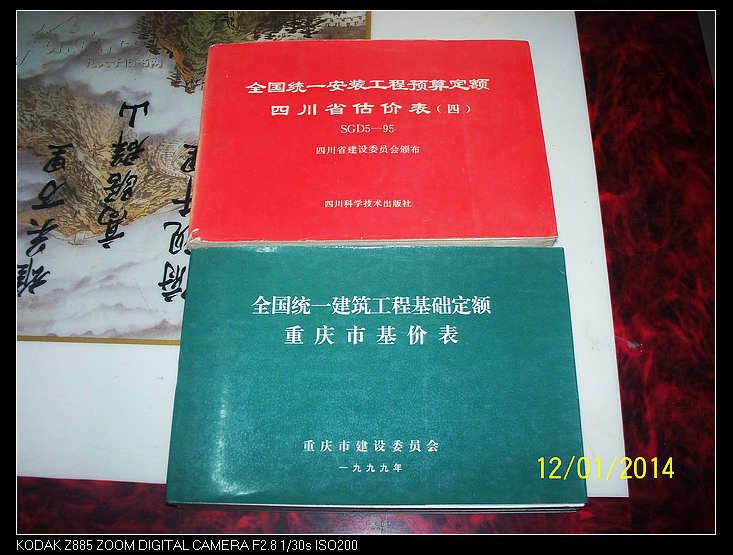 全国统一安装工程预算定额
四川省估价表（四）
SGD5—95
四川省建设委员会颁布
四川科学技术出版社
全国统一建筑工程基础定额
重庆市基价表
重庆市建设委员会
一九九九年
12/01/2014
KODAK Z885 ZOOM DIGITAL CAMERA F2.8 1/30s ISO200